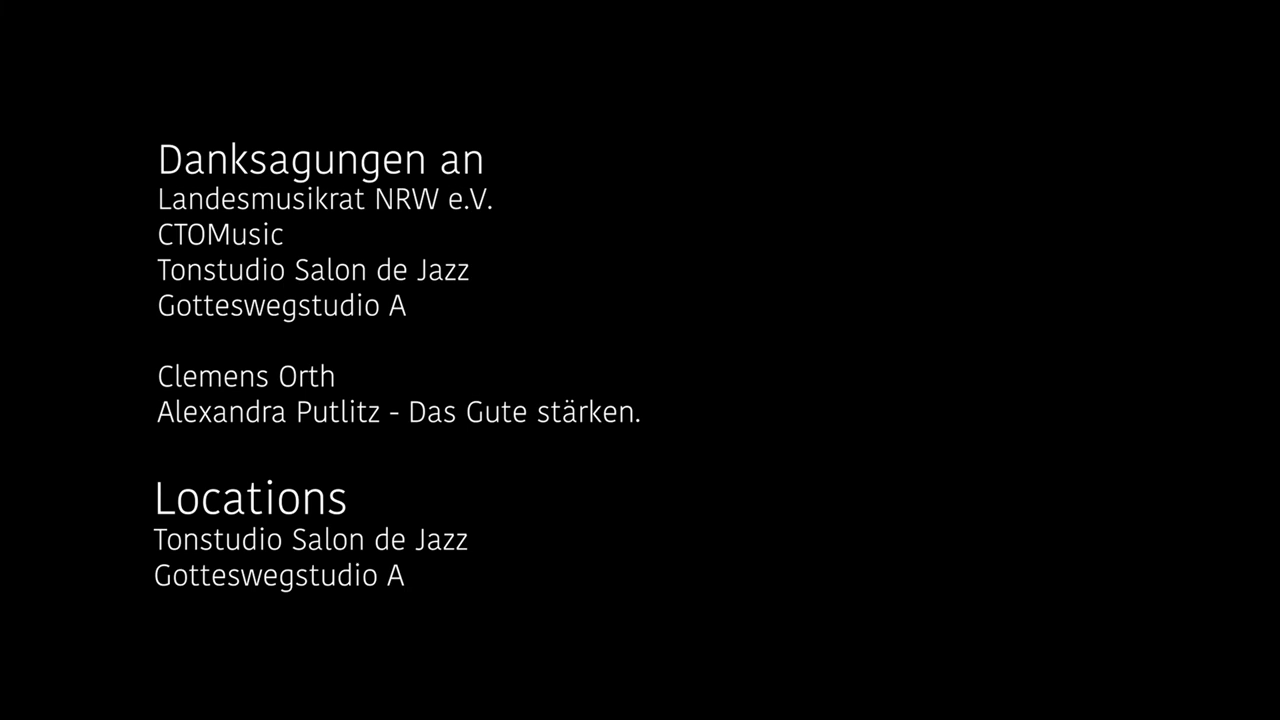 Danksagungen an
Landesmusikrat NRW e.V.
CTOMusic
Tonstudio Salon de Jazz
Gotteswegstudio A
Clemens Orth
Alexandra Putlitz - Das Gute stärken.
Locations
Tonstudio Salon de Jazz
Gotteswegstudio A